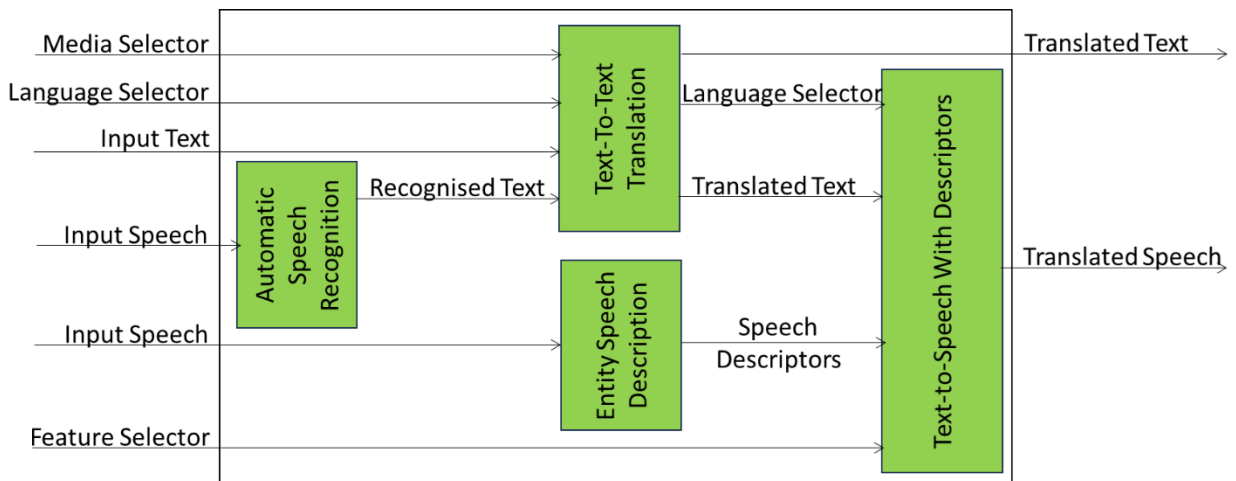 Media Selector
Translated Text
Language Selector
Text-To-Text
Translation
Language Selector
Input Text
Recognised Text
Translated Text
Input Speech
Automatic
Speech
Recognition
Text-to-Speech With Descriptors
Translated Speech
Input Speech
Entity Speech
Description
Speech
Descriptors
Feature Selector